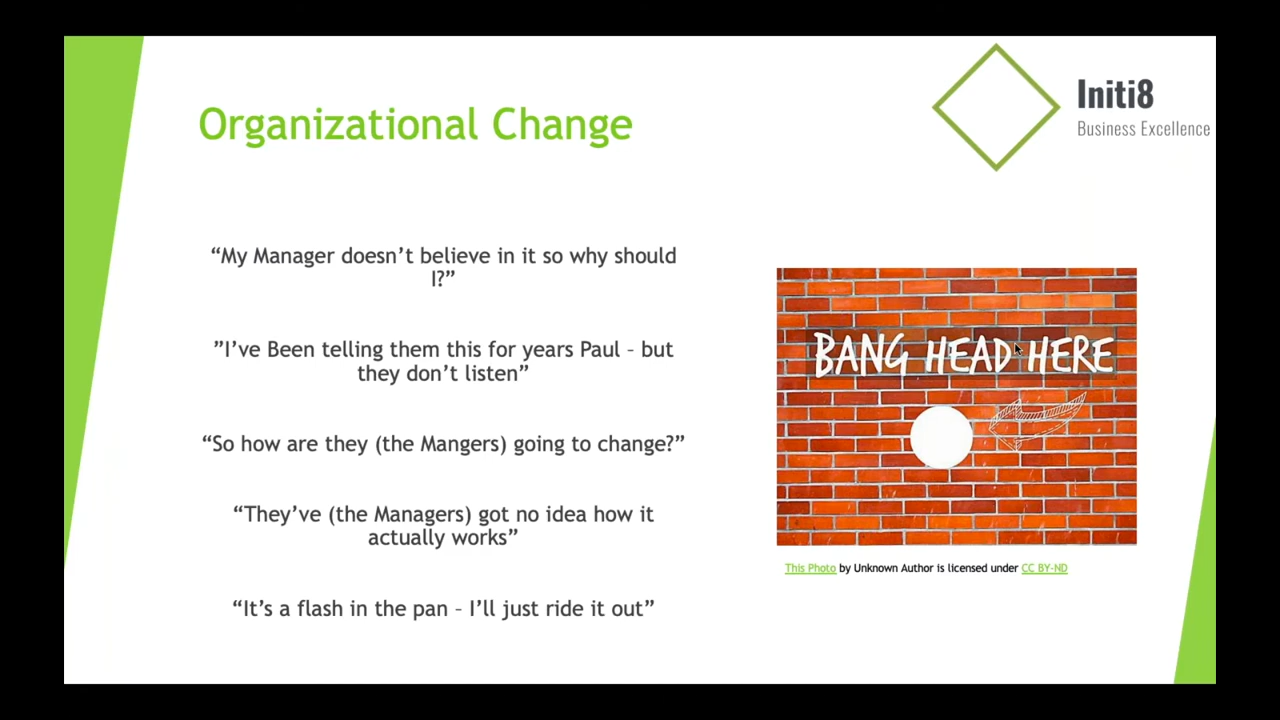 Initi8
Business Excellence
Organizational Change
“My Manager doesn’t believe in it so why should
I?”
”I’ve Been telling them this for years Paul – but
they don’t listen”
“So how are they (the Mangers) going to change?”
“They’ve (the Managers) got no idea how it
actually works”
“It’s a flash in the pan – I’ll just ride it out”
BANG HEAD HERE
This Photo by Unknown Author is licensed under CC BY-ND